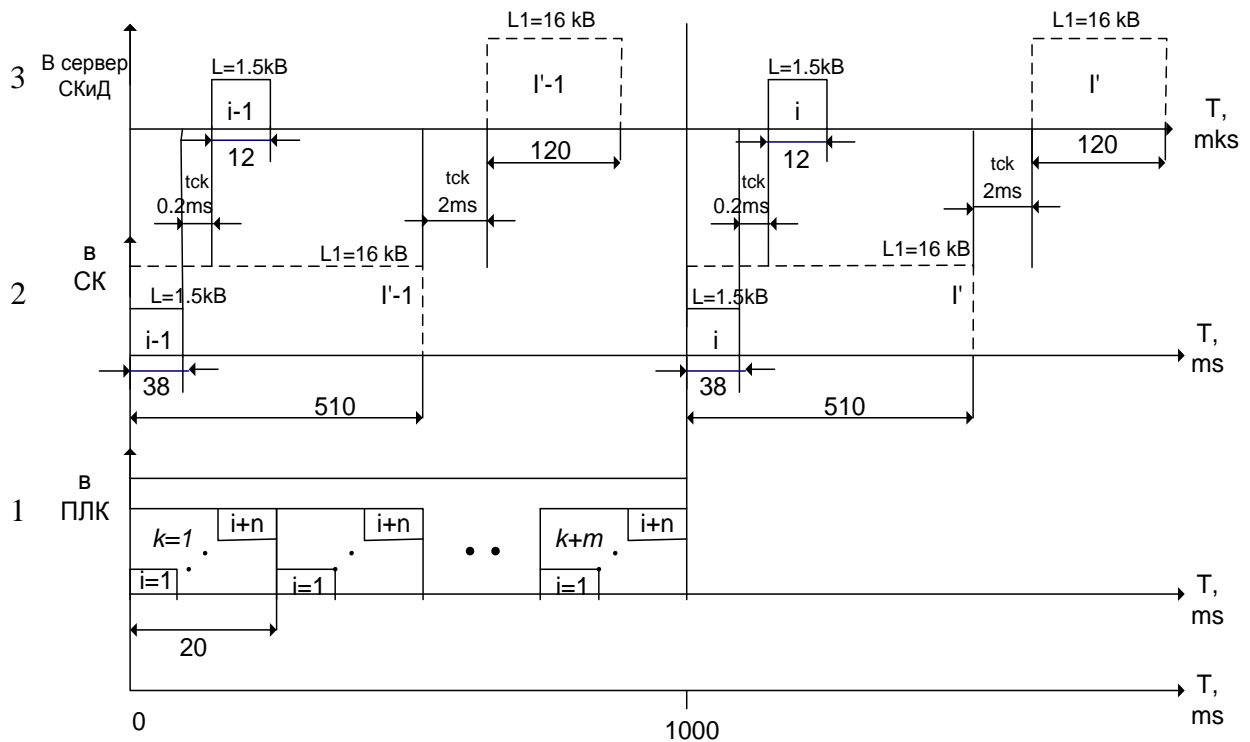 L1=16 kB
L1=16 kB
3
В сервер
СКиД
L=1.5kB
I'-1
L=1.5kB
I'
i-1
i
T,
mks
12
120
12
120
tck
0.2ms
tck
2ms
tck
0.2ms
tck
2ms
в
СК
2
L1=16 kB
L1=16 kB
L=1.5kB
I'-1
L=1.5kB
I'
i-1
i
T,
ms
38
38
510
510
в
ПЛК
1
k=1
i+n
i+n
k+m
i+n
i=1
i=1
i=1
T,
ms
20
T,
ms
0
1000